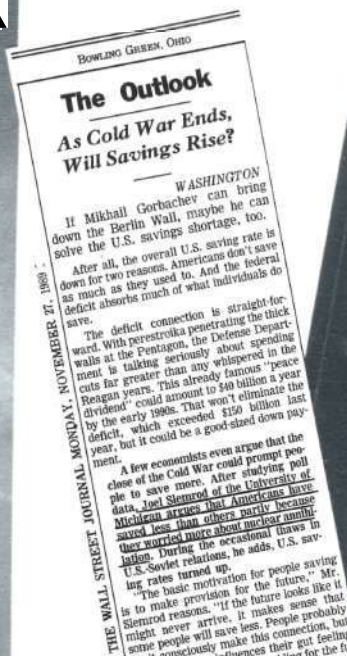 BOWLING GREEN, OHIO
The Outlook
As Cold War Ends,
Will Savings Rise?
WASHINGTON
If Mikhail Gorbachev can bring
down the Berlin Wall, maybe he can
solve the U.S. savings shortage, too.
After all, the overall U.S. saving rate is
down for two reasons. Americans don't save
as much as they used to. And the federal
deficit absorbs much of what individuals do
save.
The deficit connection is straight-for-
ward. With perestroika penetrating the thick
walls at the Pentagon, the Defense Depart-
ment is talking seriously about spending
cuts far greater than any whispered in the
Reagan years. This already famous "peace
dividend" could amount to $40 billion a year
by the early 1990s. That won't eliminate the
deficit, which exceeded $150 billion last
year, but it could be a good-sized down pay-
ment.
A few economists even argue that the
close of the Cold War could prompt peo-
ple to save more. After studying poll
data, Joel Slemrod of the University of
Michigan argues that Americans have
saved less than others partly because
they worried more about nuclear annihi-
lation. During the occasional thaws in
U.S.-Soviet relations, he adds, U.S. sav-
ing rates turned up.
"The basic motivation for people saving
is to make provision for the future," Mr.
Slemrod reasons. "If the future looks like it
might never arrive, it makes sense that
some people will save less. People probably
consciously make this connection, but
influences their gut feeling
for the fu
THE WALL STREET JOURNAL MONDAY, NOVEMBER 27, 1989